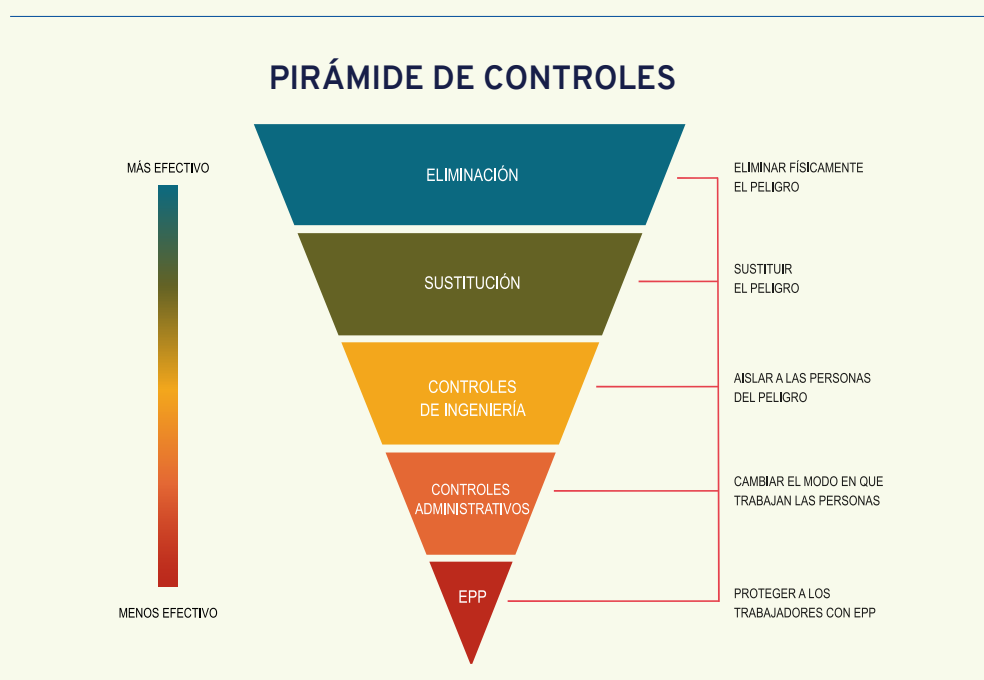 PIRÁMIDE DE CONTROLES
MÁS EFECTIVO
MENOS EFECTIVO
ELIMINACIÓN
ELIMINAR FÍSICAMENTE
EL PELIGRO
SUSTITUCIÓN
SUSTITUIR
EL PELIGRO
CONTROLES
DE INGENIERÍA
AISLAR A LAS PERSONAS
DEL PELIGRO
CONTROLES
ADMINISTRATIVOS
CAMBIAR EL MODO EN QUE
TRABAJAN LAS PERSONAS
EPP
PROTEGER A LOS
TRABAJADORES CON EPP